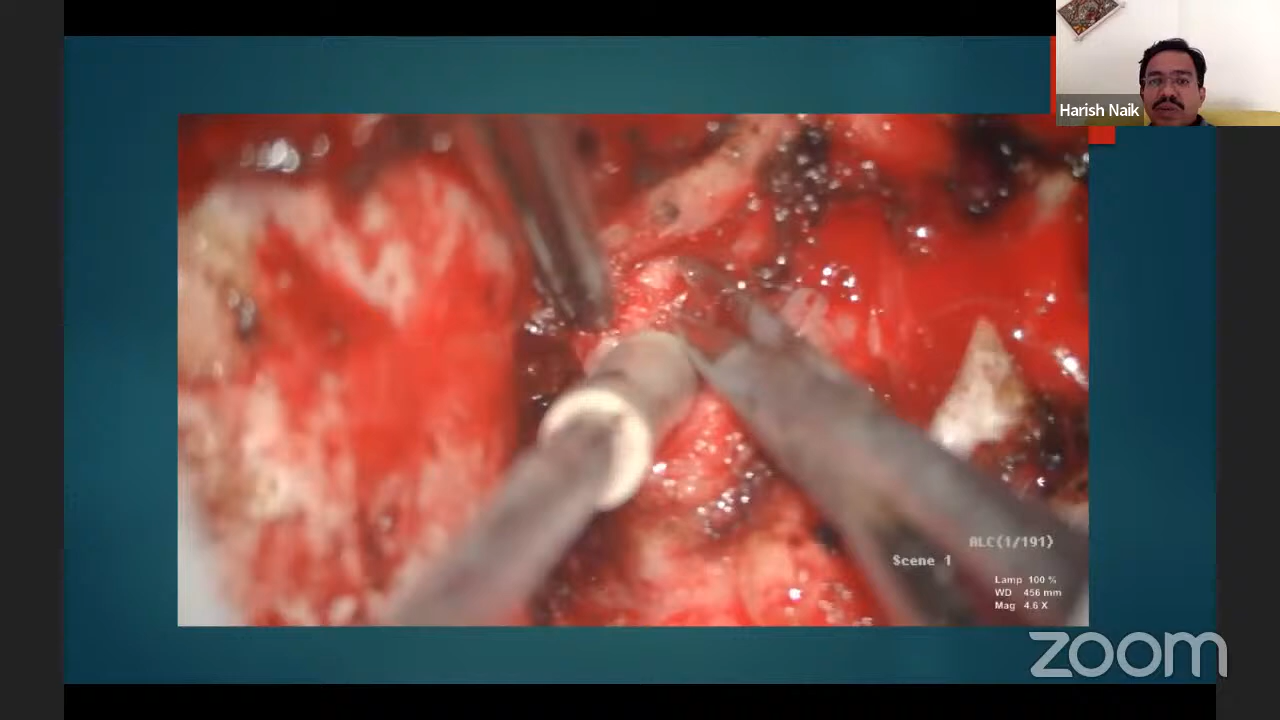 Harish Naik
ALC(1/191)
Scene 1
Lamp 100 %
WD 456 mm
Mag 4.6 X
zoom